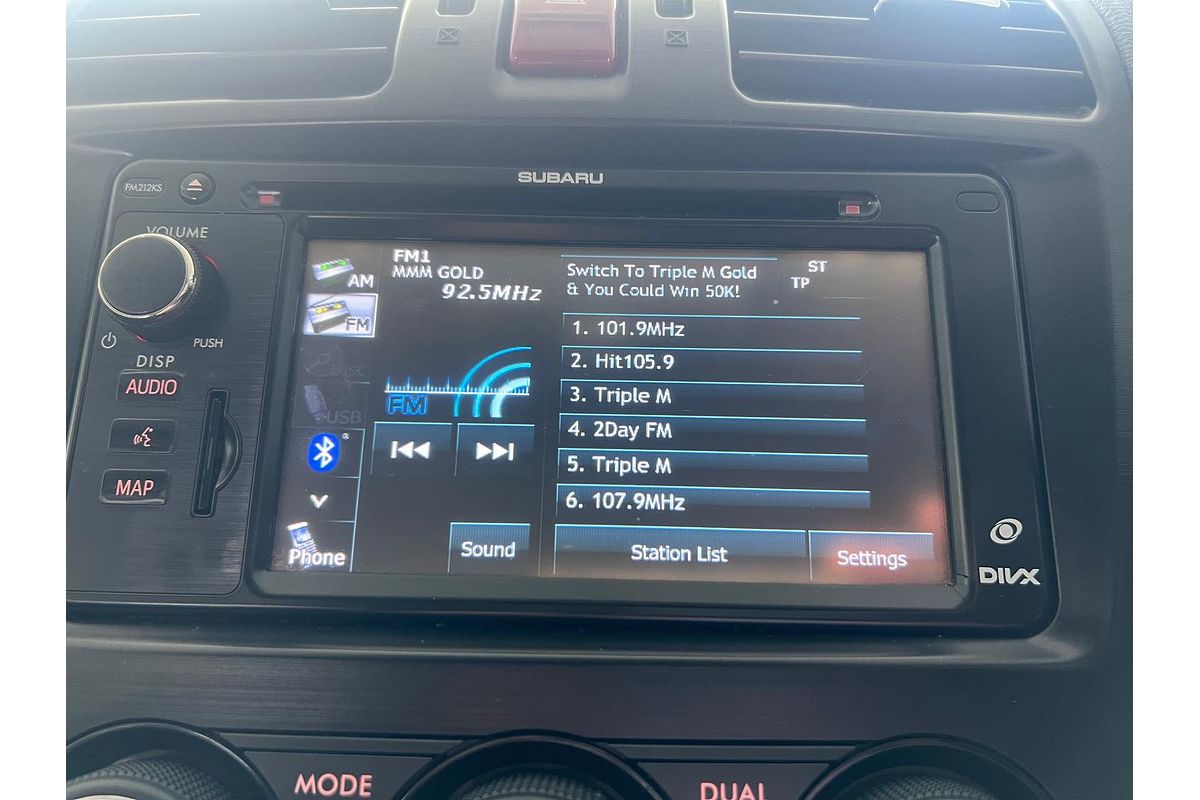 SUBARU
FM212KS
VOLUME
PUSH
DISP
AUDIO
MAP
AM
FM
DISC
USB
Phone
FM1
MMM GOLD
92.5MHz
FM
Sound
Switch To Triple M Gold
& You Could Win 50K!
ST
TP
1. 101.9MHz
2. Hit105.9
3. Triple M
4. 2Day FM
5. Triple M
6. 107.9MHz
Station List
Settings
DIVX
MODE
DUAL